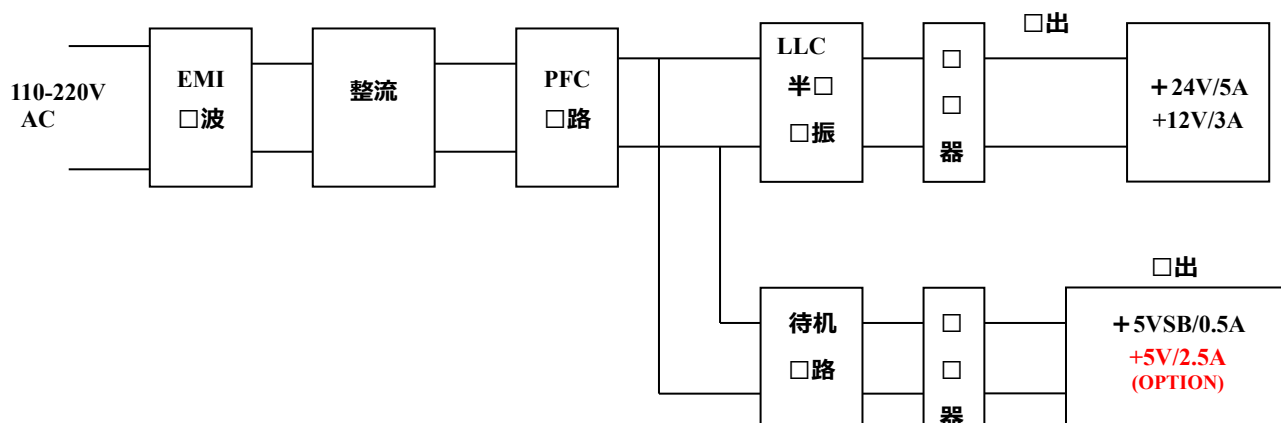 110-220V
AC
EMI
□波
整流
PFC
□路
LLC
半□
□振
□
□
器
□出
+24V/5A
+12V/3A
待机
□路
□
□
器
□出
+5VSB/0.5A
+5V/2.5A
(OPTION)